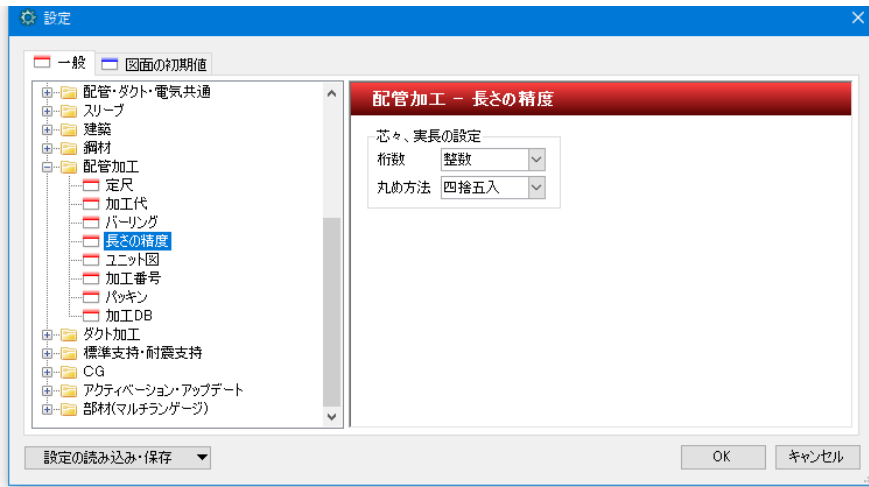 設定
一般
図面の初期値
配管・ダクト・電気共通
スリーブ
建築
鋼材
配管加工
定尺
加工代
バーリング
長さの精度
ユニット図
加工番号
パッキン
加工DB
ダクト加工
標準支持・耐震支持
CG
アクティベーション・アップデート
部材(マルチランゲージ)
配管加工 - 長さの精度
芯々、実長の設定
桁数 整数
丸め方法 四捨五入
設定の読み込み・保存
OK キャンセル